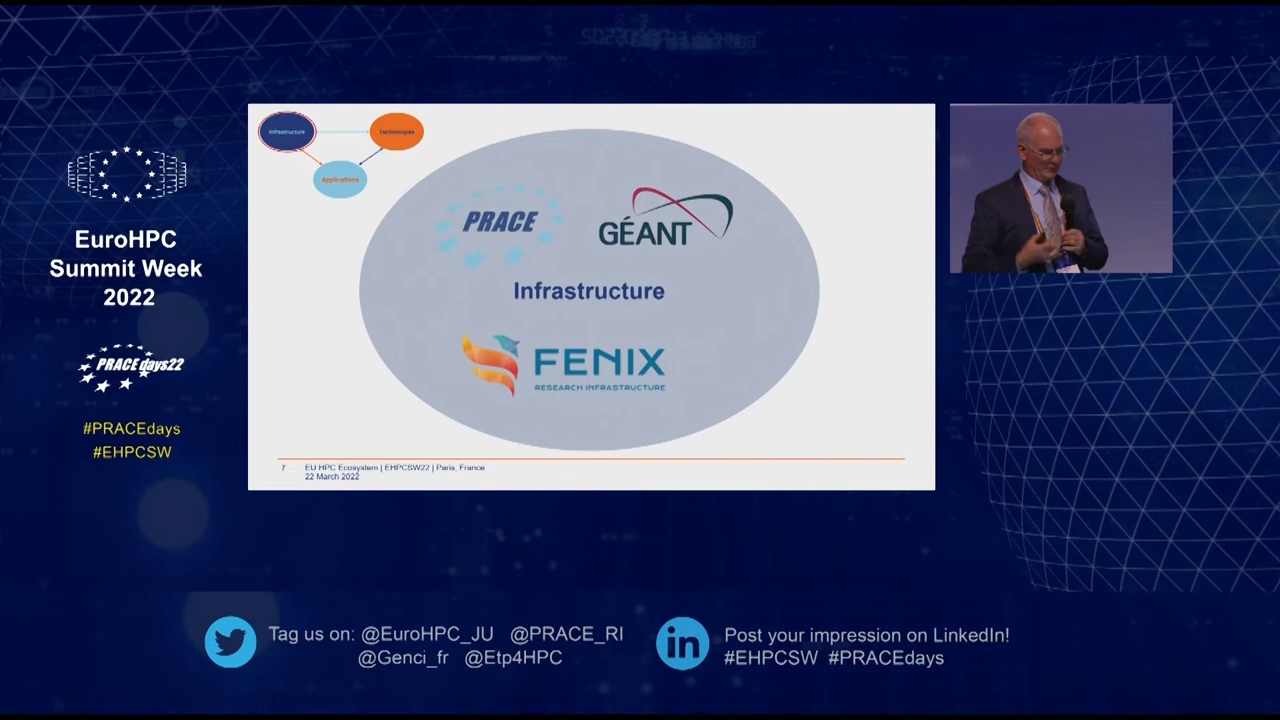 EuroHPC
Summit Week
2022
PRACEdays22
#PRACEdays
#EHPCSW
Infrastructure
Technologies
Applications
PRACE
GÉANT
Infrastructure
FENIX
RESEARCH INFRASTRUCTURE
7 EU HPC Ecosystem | EHPCSW22 | Paris, France
22 March 2022
Tag us on: @EuroHPC_JU @PRACE_RI
@Genci_fr @Etp4HPC
in
Post your impression on LinkedIn!
#EHPCSW #PRACEdays